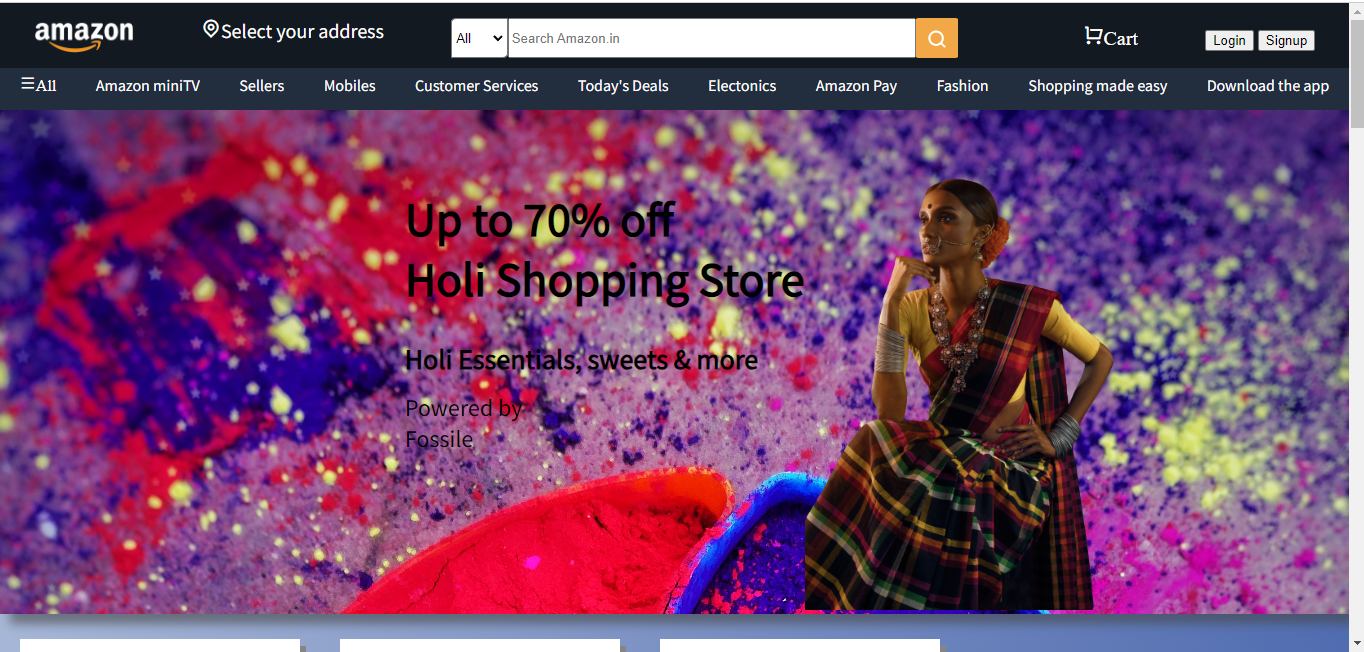 amazon
Select your address
All
Search Amazon.in
Cart
Login
Signup
All
Amazon miniTV
Sellers
Mobiles
Customer Services
Today's Deals
Electonics
Amazon Pay
Fashion
Shopping made easy
Download the app
Up to 70% off
Holi Shopping Store
Holi Essentials, sweets & more
Powered by
Fossile